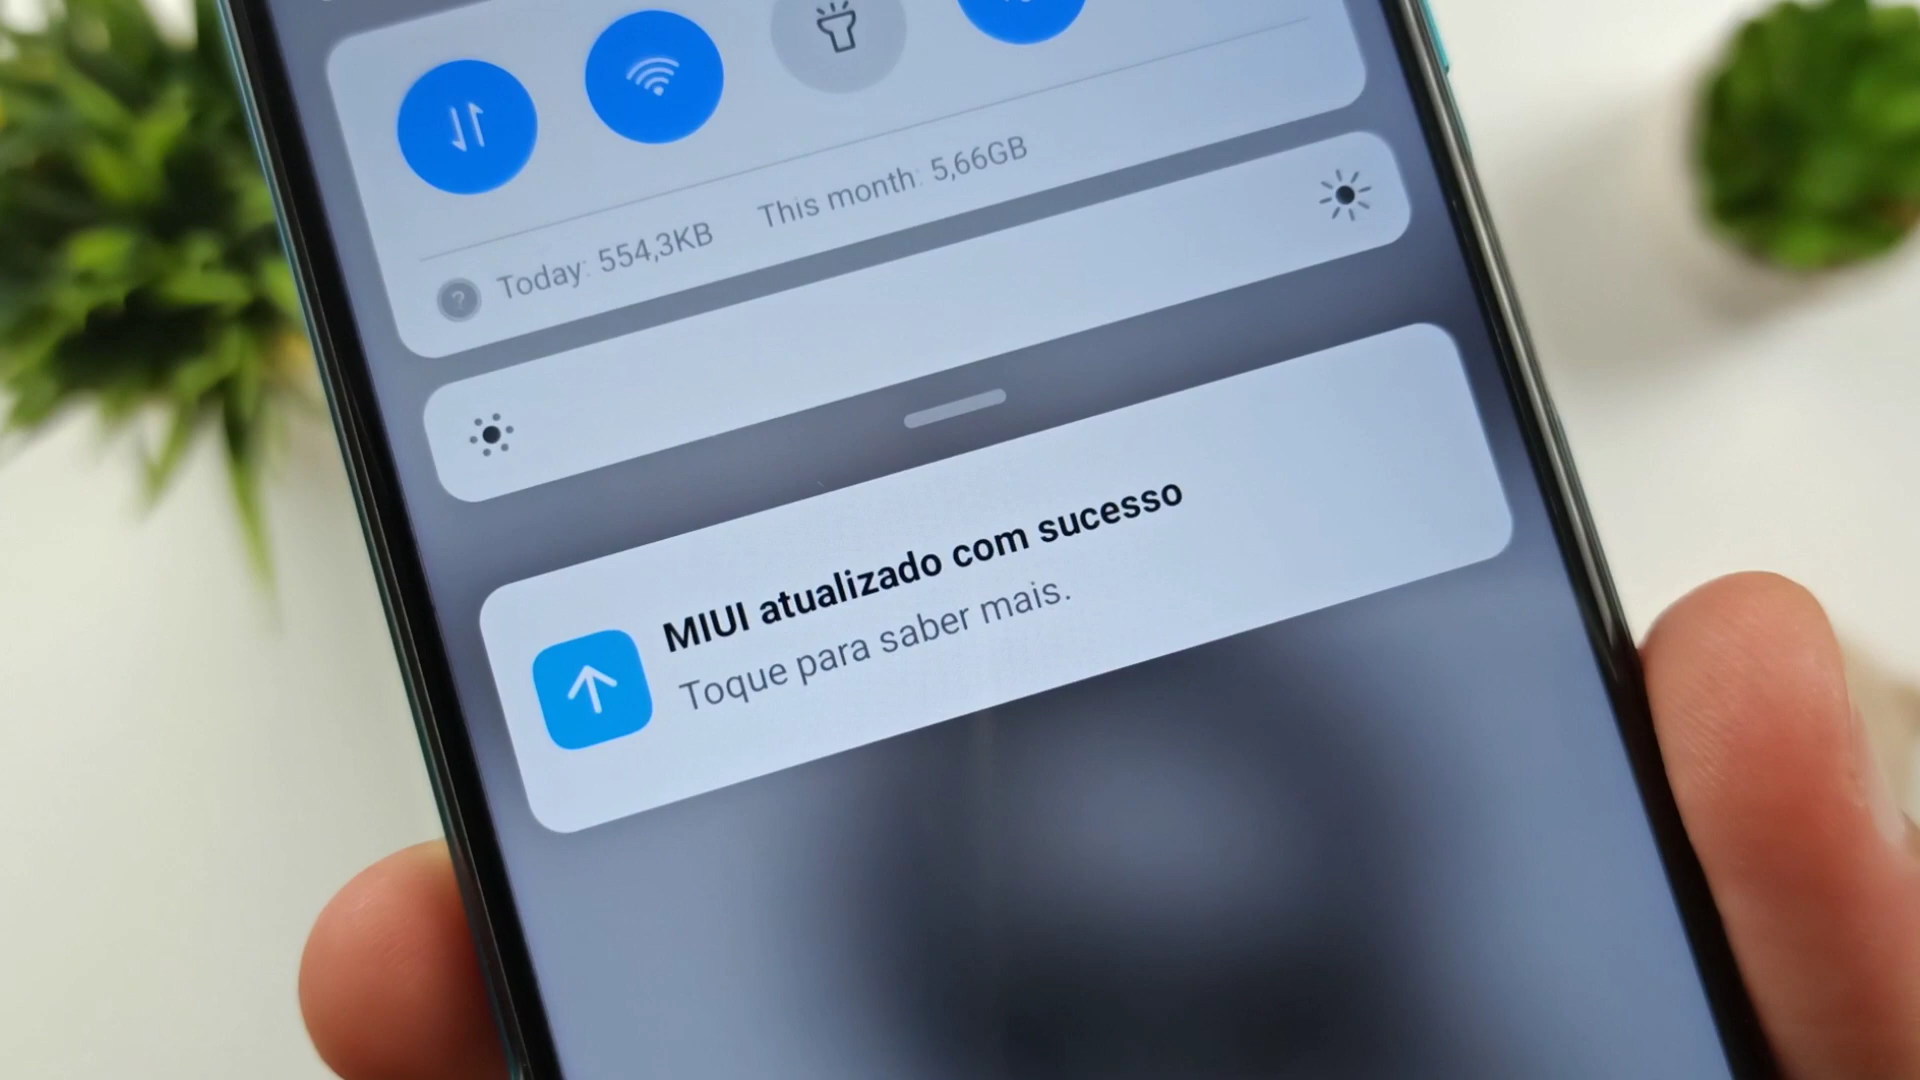 Today: 554,3KB This month: 5,66GB
MIUI atualizado com sucesso
Toque para saber mais.